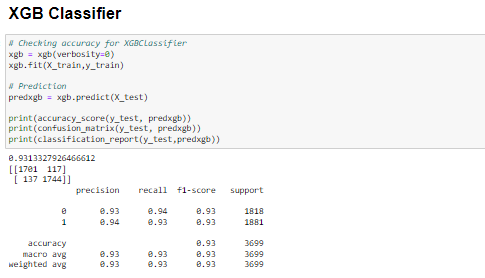 XGB Classifier
# Checking accuracy for XGBClassifier
xgb = xgb(verbosity=0)
xgb.fit(X_train,y_train)
# Prediction
predxgb = xgb.predict(X_test)
print(accuracy_score(y_test, predxgb))
print(confusion_matrix(y_test, predxgb))
print(classification_report(y_test,predxgb))
0.9313327926466612
[[1701 117]
[ 137 1744]]
precision recall f1-score support
0 0.93 0.94 0.93 1818
1 0.94 0.93 0.93 1881
accuracy 0.93 3699
macro avg 0.93 0.93 0.93 3699
weighted avg 0.93 0.93 0.93 3699